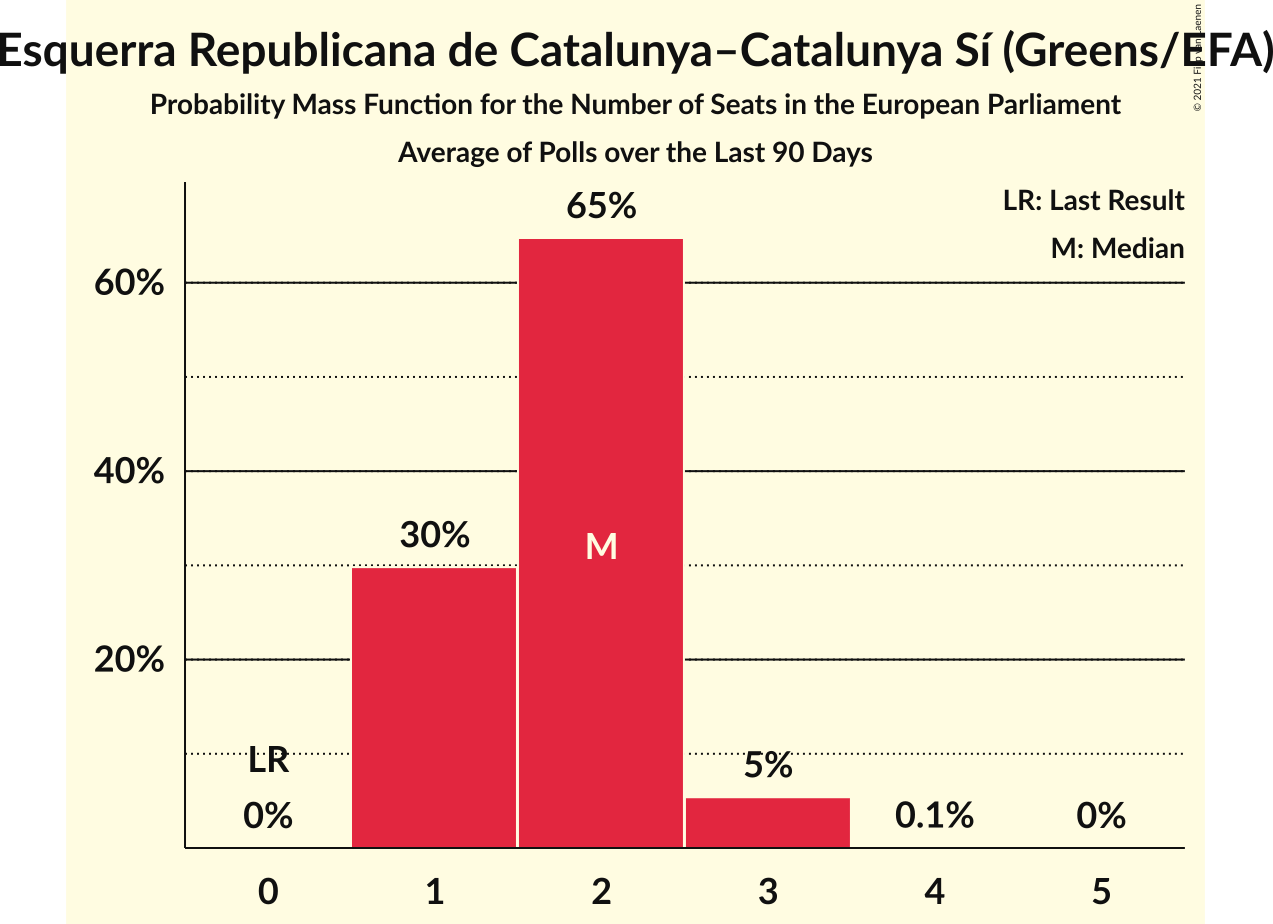 Esquerra Republicana de Catalunya–Catalunya Sí (Greens/EFA)
Probability Mass Function for the Number of Seats in the European Parliament
Average of Polls over the Last 90 Days
© 2021
LR: Last Result
M: Median
65%
60%
40%
30%
M
20%
LR
5%
0%
0.1%
0%
0 1 2 3 4 5